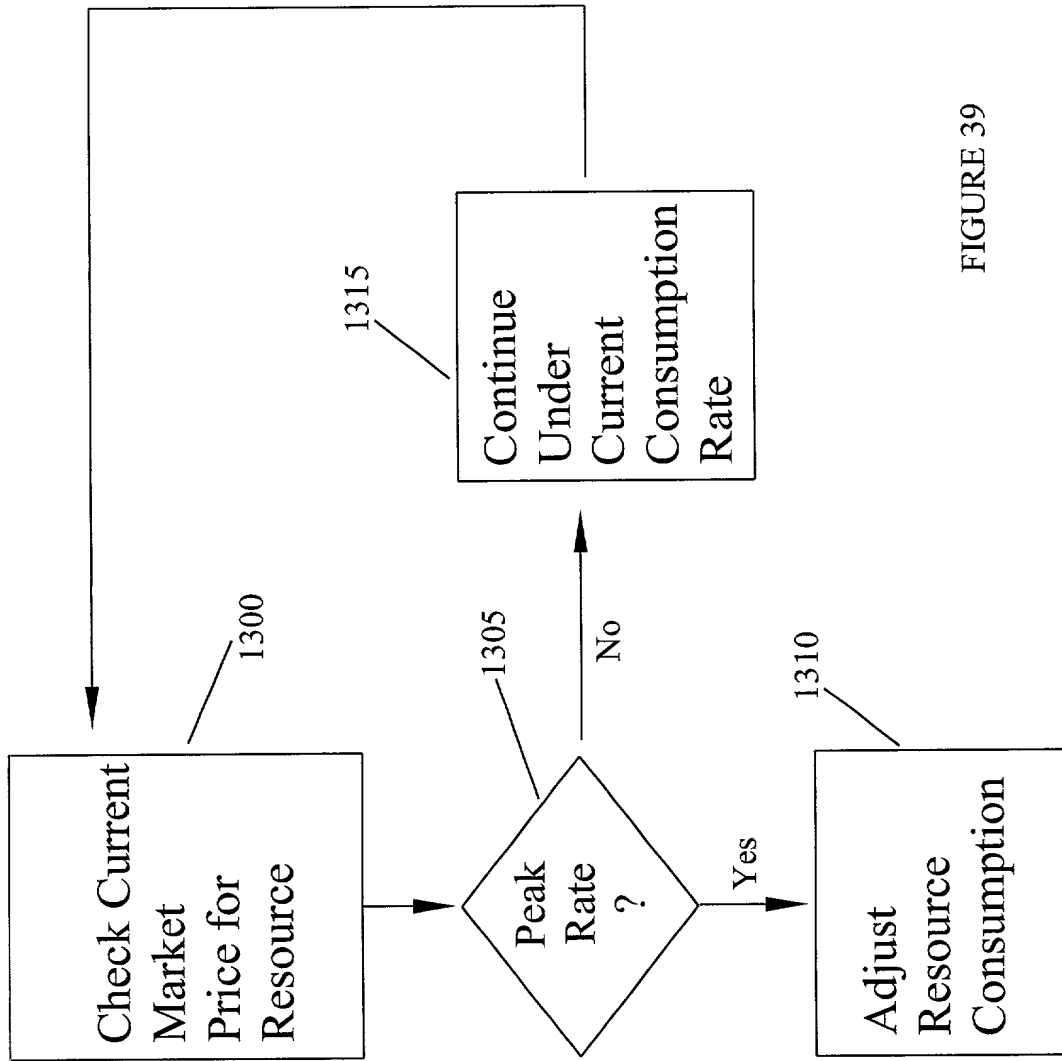 Check Current
Market
Price for
Resource
1300
Peak
Rate
?
1305
No
Yes
Continue
Under
Current
Consumption
Rate
1315
Adjust
Resource
Consumption
1310
FIGURE 39